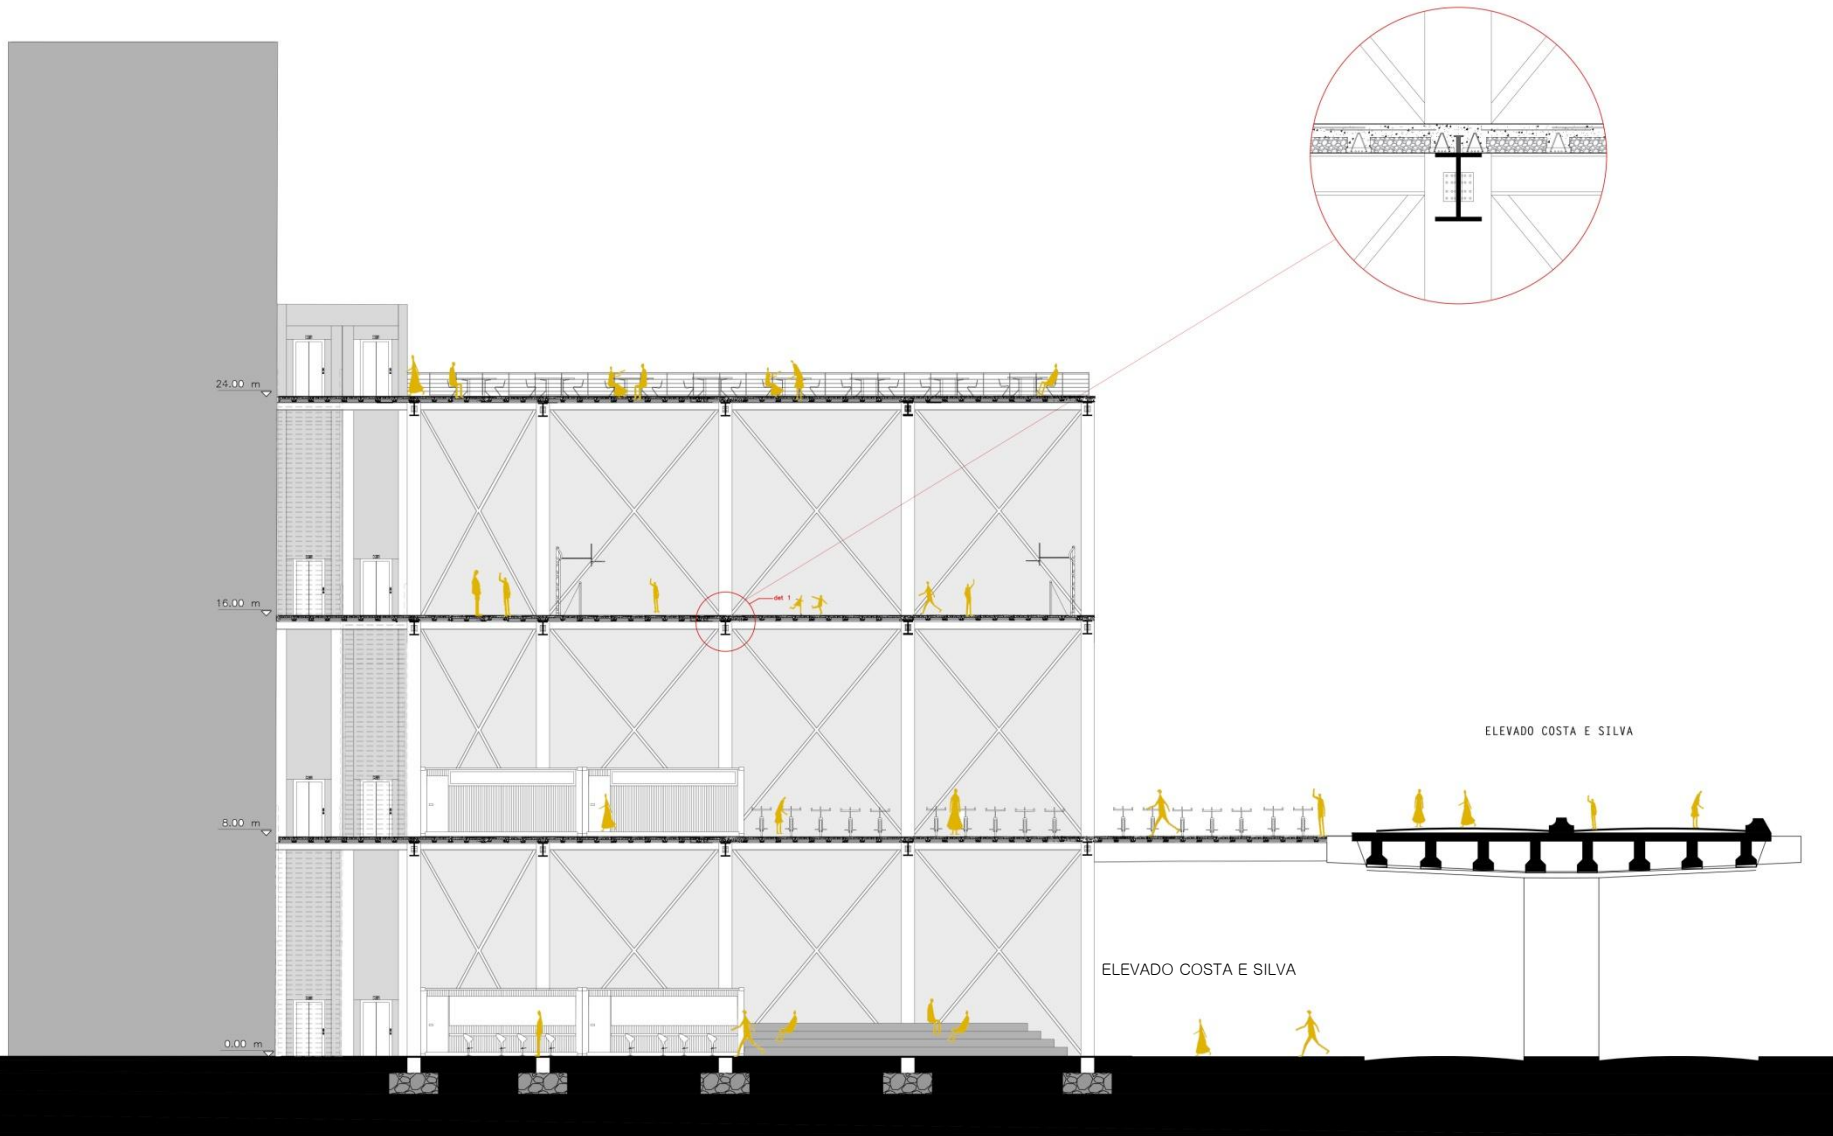 24.00 m
16.00 m
det 1
ELEVADO COSTA E SILVA
8.00 m
ELEVADO COSTA E SILVA
0.00 m